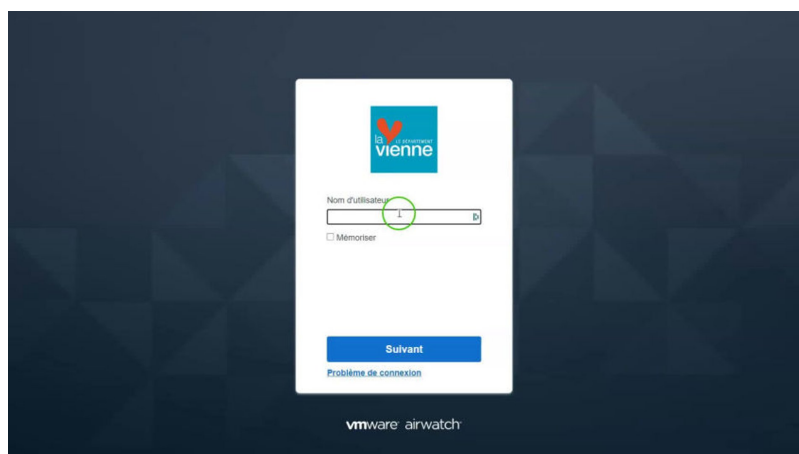 la
LE DÉPARTEMENT
vienne
Nom d'utilisateur
Mémoriser
Suivant
Problème de connexion
vmware airwatch